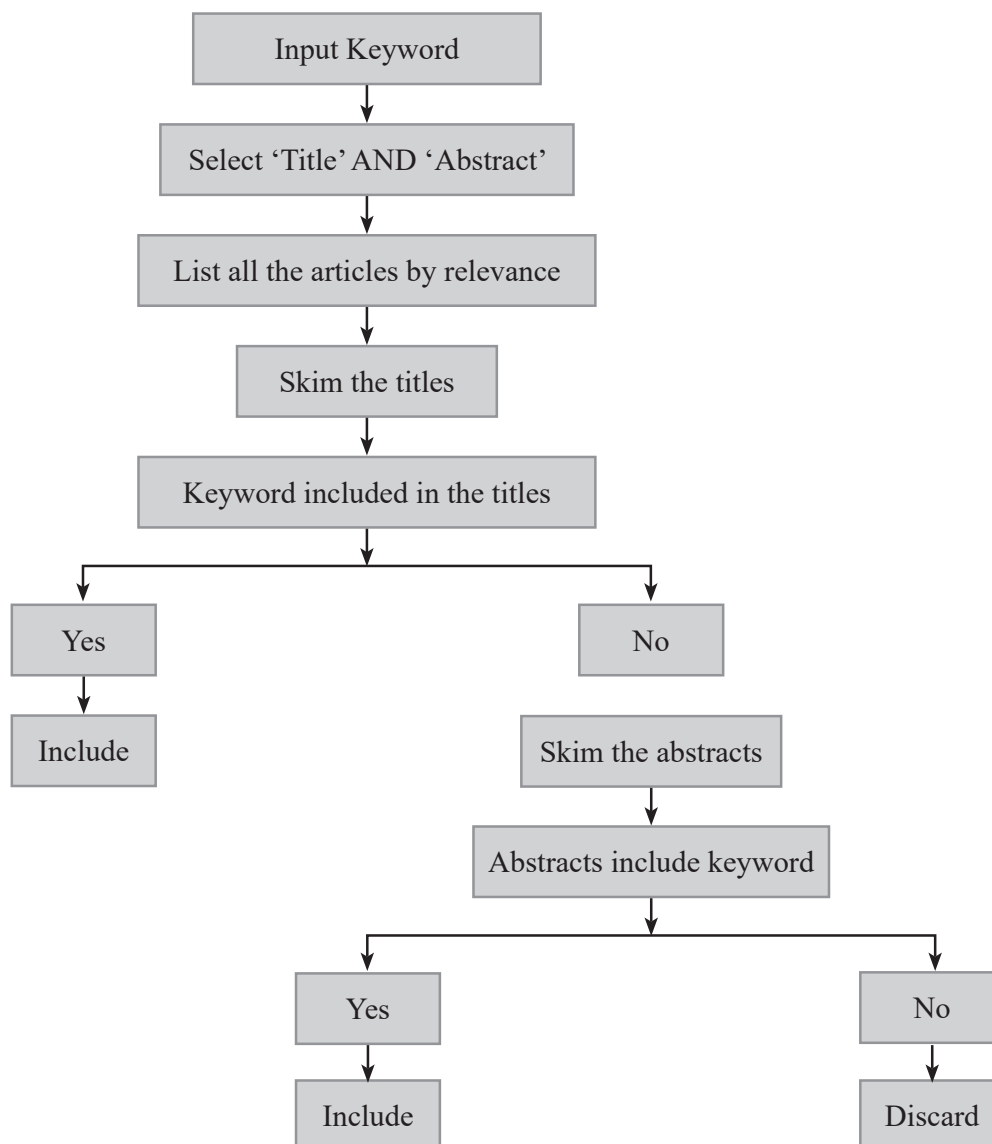 Input Keyword
Select ‘Title’ AND ‘Abstract’
List all the articles by relevance
Skim the titles
Keyword included in the titles
Yes
No
Include
Skim the abstracts
Abstracts include keyword
Yes
No
Include
Discard